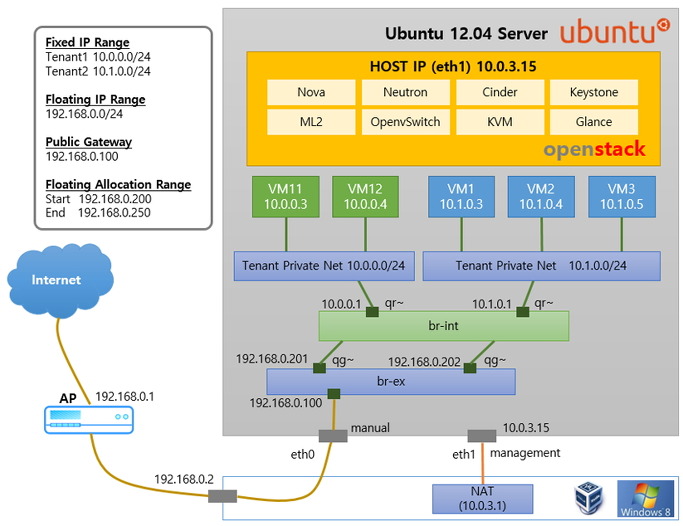 Fixed IP Range
Tenant1 10.0.0.0/24
Tenant2 10.1.0.0/24
Floating IP Range
192.168.0.0/24
Public Gateway
192.168.0.100
Floating Allocation Range
Start 192.168.0.200
End 192.168.0.250
Ubuntu 12.04 Server
ubuntu
HOST IP (eth1) 10.0.3.15
Nova
Neutron
Cinder
Keystone
ML2
OpenvSwitch
KVM
Glance
openstack
VM11
10.0.0.3
VM12
10.0.0.4
VM1
10.1.0.3
VM2
10.1.0.4
VM3
10.1.0.5
Tenant Private Net 10.0.0.0/24
Tenant Private Net 10.1.0.0/24
Internet
10.0.0.1
qr~
10.1.0.1
qr~
br-int
192.168.0.201
qg~
192.168.0.202
qg~
br-ex
192.168.0.100
AP
192.168.0.1
manual
eth0
10.0.3.15
eth1
management
192.168.0.2
NAT
(10.0.3.1)
Windows 8